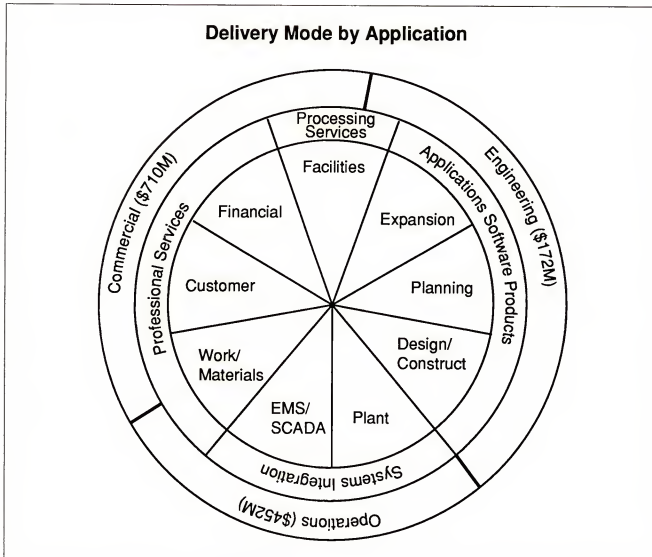 Delivery Mode by Application
Commercial ($710M)
Engineering ($172M)
Operations ($452M)
Professional Services
Processing
Services
Applications Software Products
Systems Integration
Facilities
Expansion
Planning
Design/
Construct
Plant
EMS/
SCADA
Work/
Materials
Customer
Financial